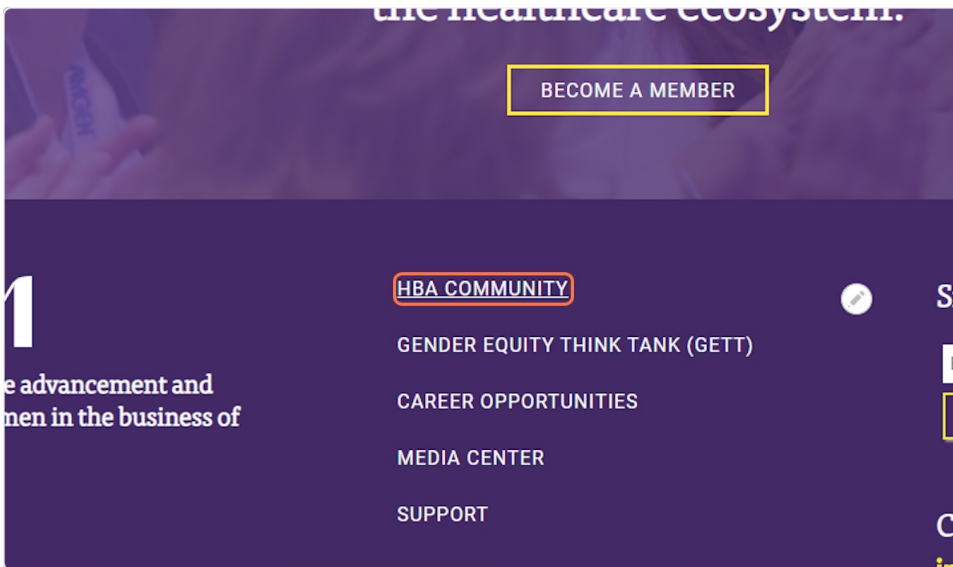 the healthcare ecosystem.
AMGEN
BECOME A MEMBER
HBA COMMUNITY
GENDER EQUITY THINK TANK (GETT)
CAREER OPPORTUNITIES
MEDIA CENTER
SUPPORT
e advancement and
men in the business of